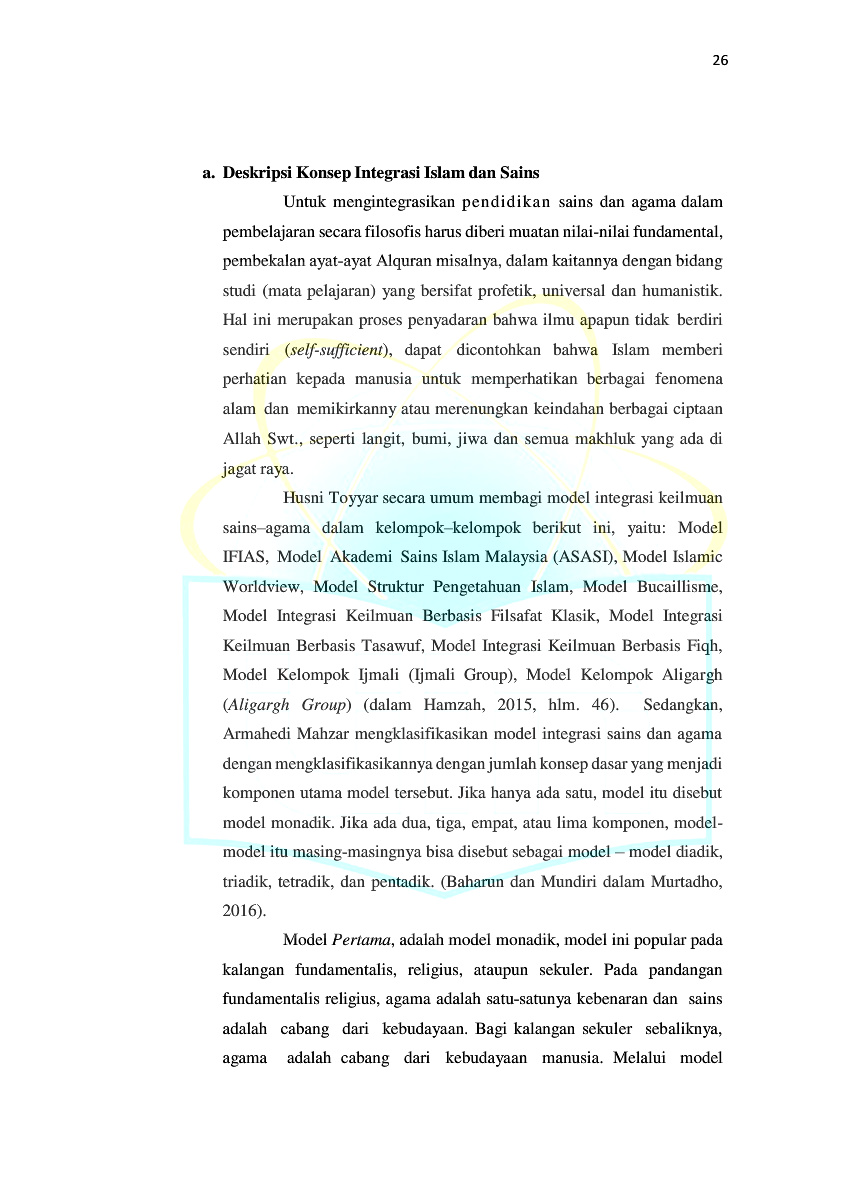 26
a. Deskripsi Konsep Integrasi Islam dan Sains
Untuk mengintegrasikan pendidikan sains dan agama dalam
pembelajaran secara filosofis harus diberi muatan nilai-nilai fundamental,
pembekalan ayat-ayat Alquran misalnya, dalam kaitannya dengan bidang
studi (mata pelajaran) yang bersifat profetik, universal dan humanistik.
Hal ini merupakan proses penyadaran bahwa ilmu apapun tidak berdiri
sendiri (self-sufficient), dapat dicontohkan bahwa Islam memberi
perhatian kepada manusia untuk memperhatikan berbagai fenomena
alam dan memikirkanny atau merenungkan keindahan berbagai ciptaan
Allah Swt., seperti langit, bumi, jiwa dan semua makhluk yang ada di
jagat raya.
Husni Toyyar secara umum membagi model integrasi keilmuan
sains–agama dalam kelompok–kelompok berikut ini, yaitu: Model
IFIAS, Model Akademi Sains Islam Malaysia (ASASI), Model Islamic
Worldview, Model Struktur Pengetahuan Islam, Model Bucaillisme,
Model Integrasi Keilmuan Berbasis Filsafat Klasik, Model Integrasi
Keilmuan Berbasis Tasawuf, Model Integrasi Keilmuan Berbasis Fiqh,
Model Kelompok Ijmali (Ijmali Group), Model Kelompok Aligargh
(Aligargh Group) (dalam Hamzah, 2015, hlm. 46). Sedangkan,
Armahedi Mahzar mengklasifikasikan model integrasi sains dan agama
dengan mengklasifikasikannya dengan jumlah konsep dasar yang menjadi
komponen utama model tersebut. Jika hanya ada satu, model itu disebut
model monadik. Jika ada dua, tiga, empat, atau lima komponen, model-
model itu masing-masingnya bisa disebut sebagai model – model diadik,
triadik, tetradik, dan pentadik. (Baharun dan Mundiri dalam Murtadho,
2016).
Model Pertama, adalah model monadik, model ini popular pada
kalangan fundamentalis, religius, ataupun sekuler. Pada pandangan
fundamentalis religius, agama adalah satu-satunya kebenaran dan sains
adalah cabang dari kebudayaan. Bagi kalangan sekuler sebaliknya,
agama adalah cabang dari kebudayaan manusia. Melalui model